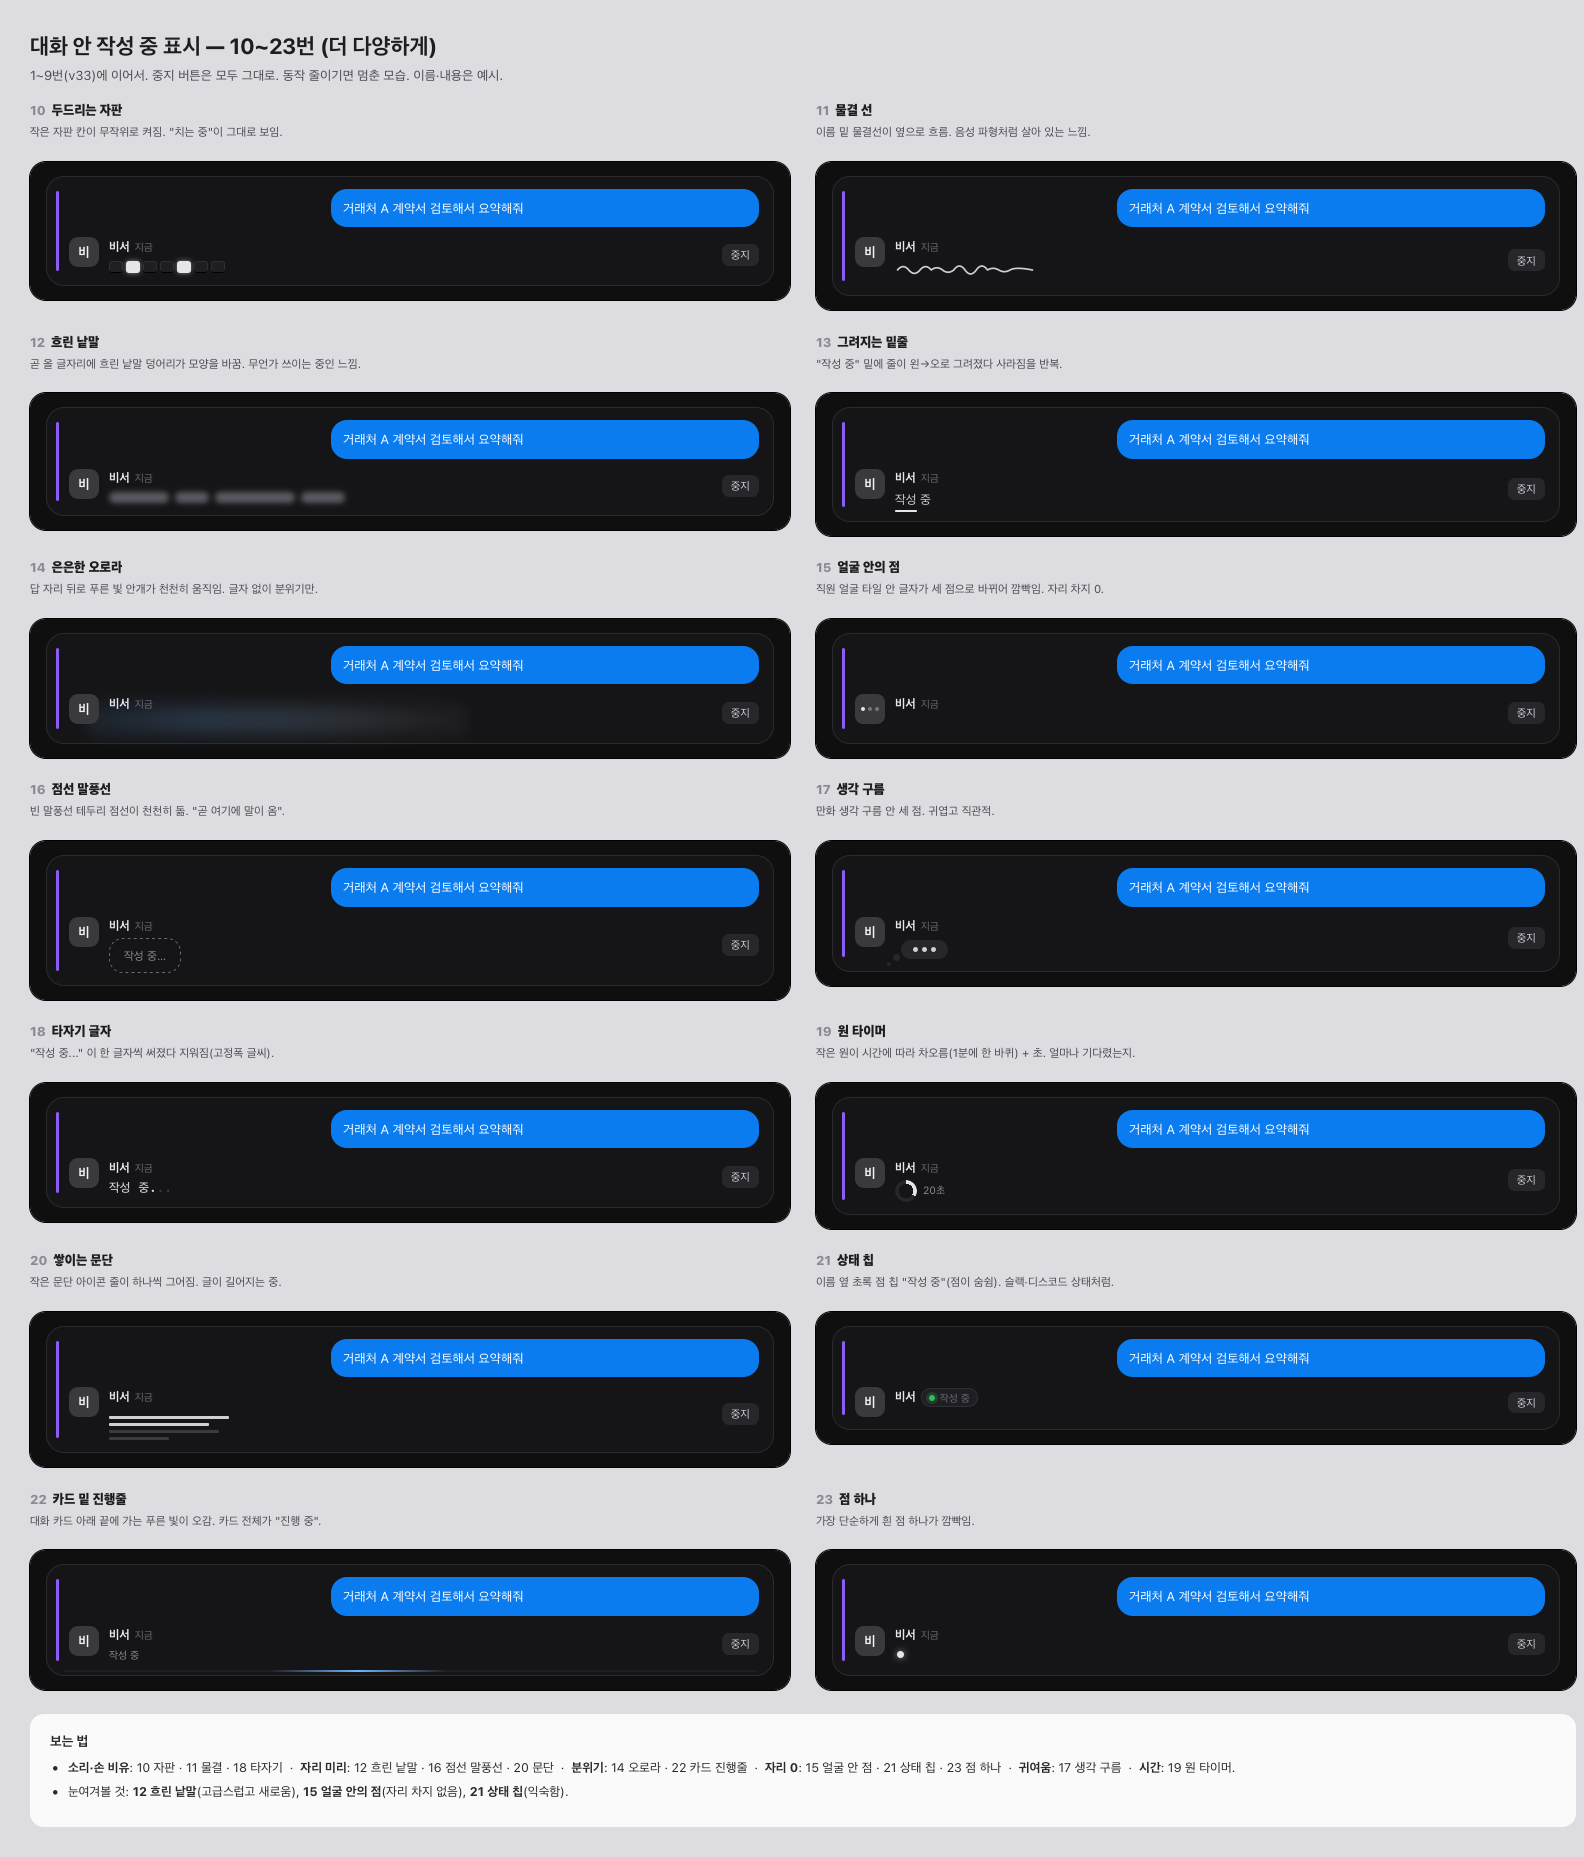 대화 안 작성 중 표시 — 10~23번 (더 다양하게)
1~9번(v33)에 이어서. 중지 버튼은 모두 그대로. 동작 줄이기면 멈춘 모습. 이름·내용은 예시.
10 두드리는 자판
작은 자판 칸이 무작위로 켜짐. "치는 중"이 그대로 보임.
거래처 A 계약서 검토해서 요약해줘
비 비서 지금
중지
11 물결 선
이름 밑 물결선이 옆으로 흐름. 음성 파형처럼 살아 있는 느낌.
거래처 A 계약서 검토해서 요약해줘
비 비서 지금
중지
12 흐린 낱말
곧 올 글자리에 흐린 낱말 덩어리가 모양을 바꿈. 무언가 쓰이는 중인 느낌.
거래처 A 계약서 검토해서 요약해줘
비 비서 지금
중지
13 그려지는 밑줄
"작성 중" 밑에 줄이 왼→오로 그려졌다 사라짐을 반복.
거래처 A 계약서 검토해서 요약해줘
비 비서 지금
작성 중
중지
14 은은한 오로라
답 자리 뒤로 푸른 빛 안개가 천천히 움직임. 글자 없이 분위기만.
거래처 A 계약서 검토해서 요약해줘
비 비서 지금
중지
15 얼굴 안의 점
직원 얼굴 타일 안 글자가 세 점으로 바뀌어 깜빡임. 자리 차지 0.
거래처 A 계약서 검토해서 요약해줘
비서 지금
중지
16 점선 말풍선
빈 말풍선 테두리 점선이 천천히 돎. "곧 여기에 말이 옴".
거래처 A 계약서 검토해서 요약해줘
비 비서 지금
작성 중...
중지
17 생각 구름
만화 생각 구름 안 세 점. 귀엽고 직관적.
거래처 A 계약서 검토해서 요약해줘
비 비서 지금
중지
18 타자기 글자
"작성 중..." 이 한 글자씩 써졌다 지워짐(고정폭 글씨).
거래처 A 계약서 검토해서 요약해줘
비 비서 지금
작성 중...
중지
19 원 타이머
작은 원이 시간에 따라 차오름(1분에 한 바퀴) + 초. 얼마나 기다렸는지.
거래처 A 계약서 검토해서 요약해줘
비 비서 지금
20초
중지
20 쌓이는 문단
작은 문단 아이콘 줄이 하나씩 그어짐. 글이 길어지는 중.
거래처 A 계약서 검토해서 요약해줘
비 비서 지금
중지
21 상태 칩
이름 옆 초록 점 칩 "작성 중"(점이 숨쉼). 슬랙·디스코드 상태처럼.
거래처 A 계약서 검토해서 요약해줘
비 비서 작성 중
중지
22 카드 밑 진행줄
대화 카드 아래 끝에 가는 푸른 빛이 오감. 카드 전체가 "진행 중".
거래처 A 계약서 검토해서 요약해줘
비 비서 지금
작성 중
중지
23 점 하나
가장 단순하게 흰 점 하나가 깜빡임.
거래처 A 계약서 검토해서 요약해줘
비 비서 지금
중지
보는 법
• 소리·손 비유: 10 자판 · 11 물결 · 18 타자기 · 자리 미리: 12 흐린 낱말 · 16 점선 말풍선 · 20 문단 · 분위기: 14 오로라 · 22 카드 진행줄 · 자리 0: 15 얼굴 안 점 · 21 상태 칩 · 23 점 하나 · 귀여움: 17 생각 구름 · 시간: 19 원 타이머.
• 눈여겨볼 것: 12 흐린 낱말(고급스럽고 새로움), 15 얼굴 안의 점(자리 차지 없음), 21 상태 칩(익숙함).